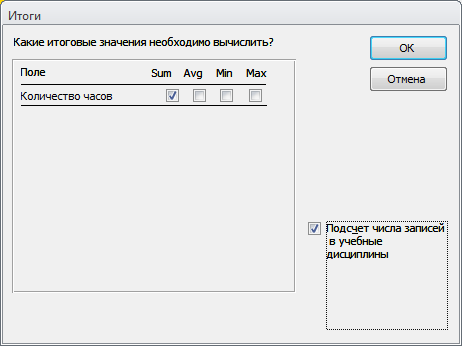 Итоги
Какие итоговые значения необходимо вычислить?
OK
Отмена
Поле Sum Avg Min Max
Количество часов
Подсчет числа записей
в учебные
дисциплины